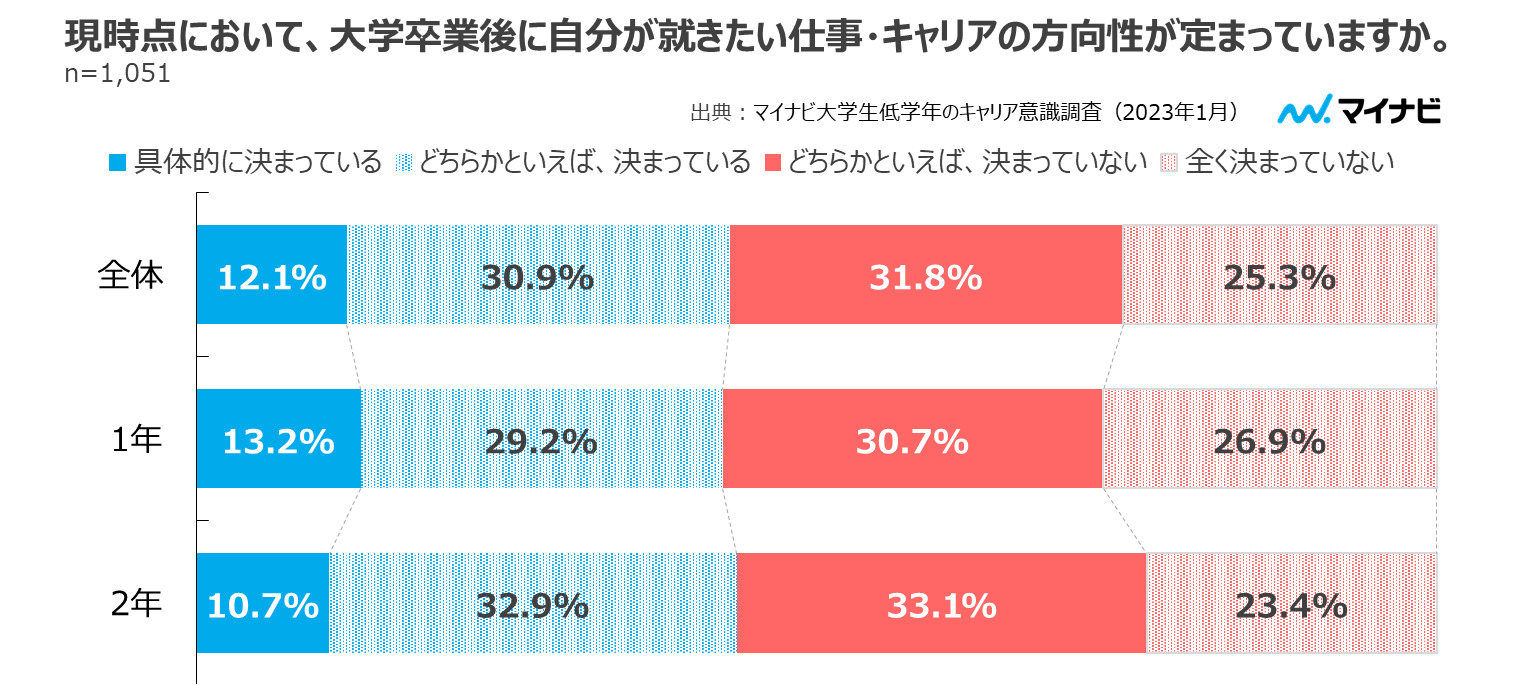 現時点において、大学卒業後に自分が就きたい仕事・キャリアの方向性が定まっていますか。
n=1,051
出典：マイナビ大学生低学年のキャリア意識調査（2023年1月） マイナビ
具体的に決まっている どちらかといえば、決まっている どちらかといえば、決まっていない 全く決まっていない
全体 12.1% 30.9% 31.8% 25.3%
1年 13.2% 29.2% 30.7% 26.9%
2年 10.7% 32.9% 33.1% 23.4%